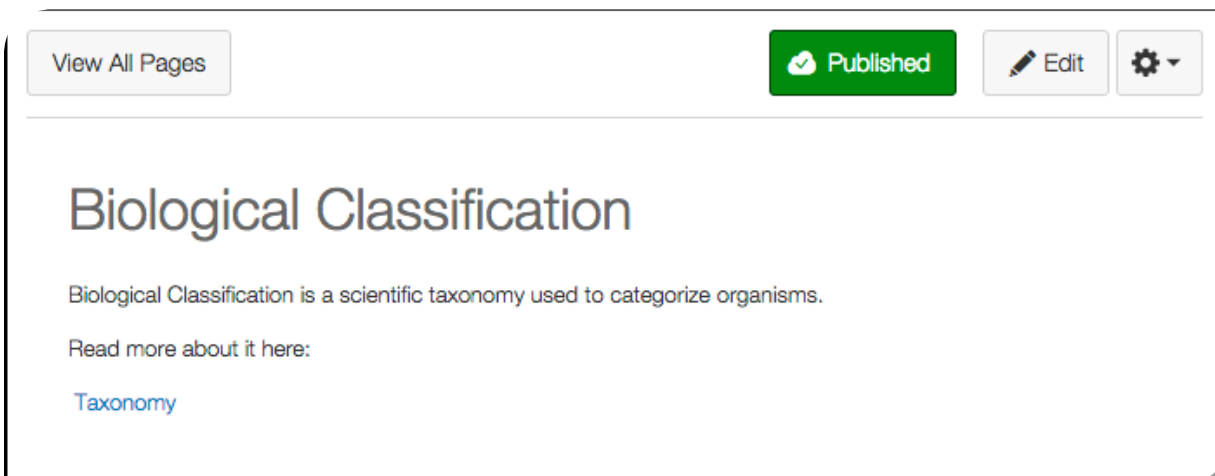 View All Pages
Published
Edit
Biological Classification
Biological Classification is a scientific taxonomy used to categorize organisms.
Read more about it here:
Taxonomy